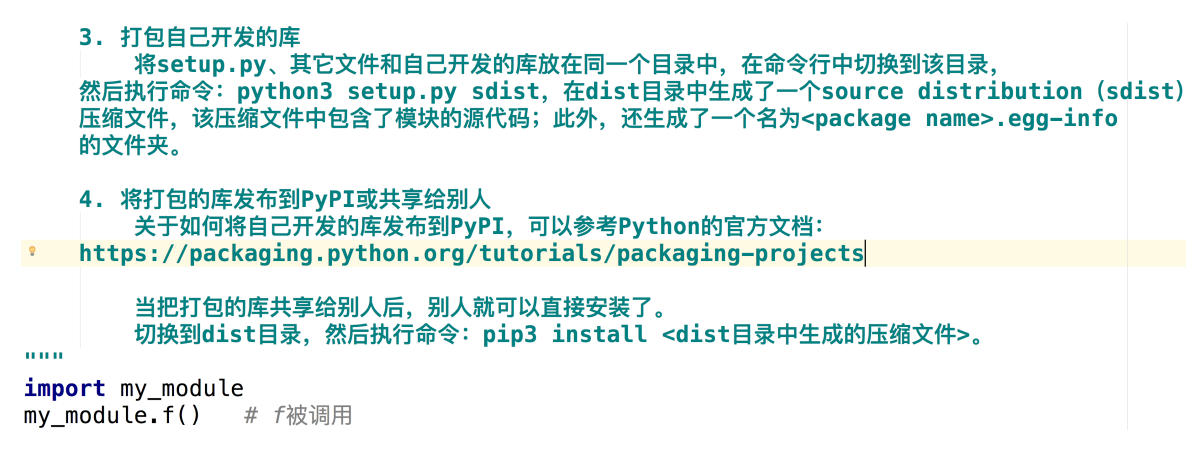 3. 打包自己开发的库
将setup.py、其它文件和自己开发的库放在同一个目录中，在命令行中切换到该目录，
然后执行命令：python3 setup.py sdist，在dist目录中生成了一个source distribution（sdist）
压缩文件，该压缩文件中包含了模块的源代码；此外，还生成了一个名为<package name>.egg-info
的文件夹。
4. 将打包的库发布到PyPI或共享给别人
关于如何将自己开发的库发布到PyPI，可以参考Python的官方文档：
https://packaging.python.org/tutorials/packaging-projects
当把打包的库共享给别人后，别人就可以直接安装了。
切换到dist目录，然后执行命令：pip3 install <dist目录中生成的压缩文件>。
"""
import my_module
my_module.f()   # f被调用